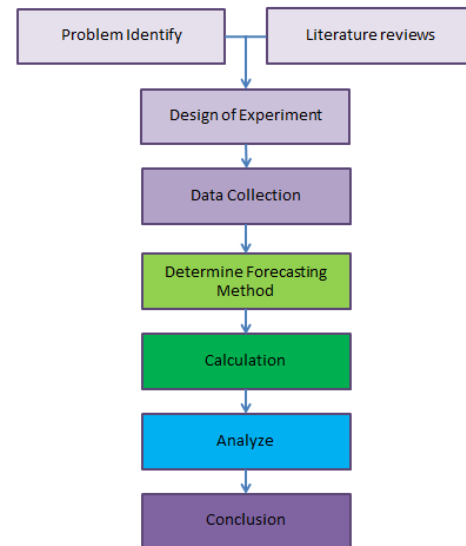 Problem Identify
Literature reviews
Design of Experiment
Data Collection
Determine Forecasting
Method
Calculation
Analyze
Conclusion